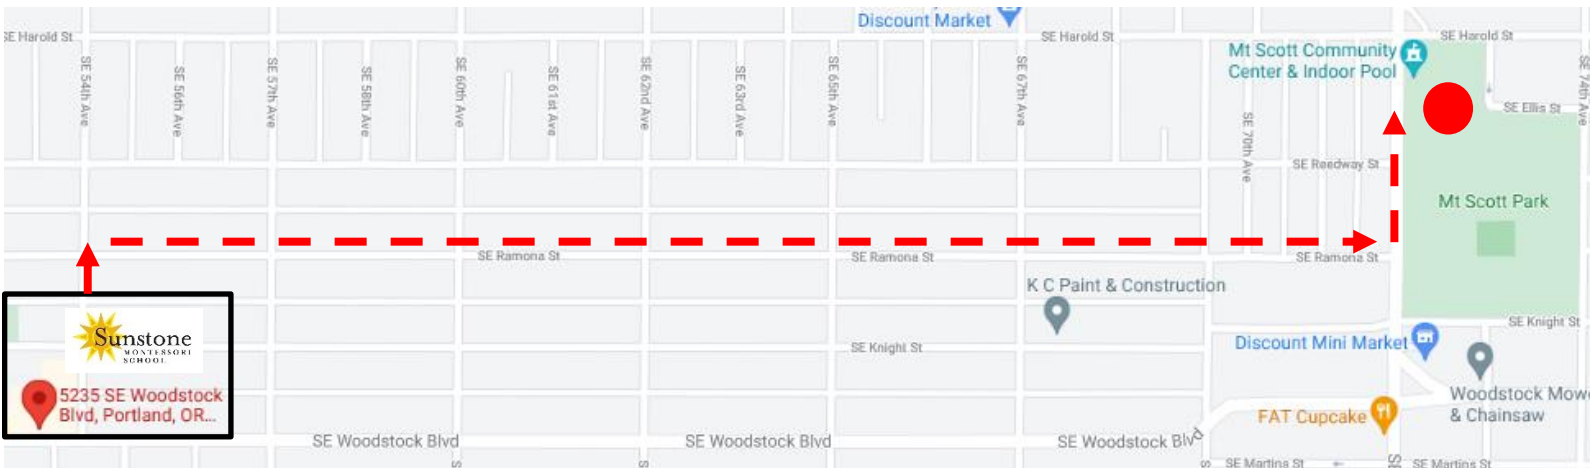 Discount Market
SE Harold St
SE Harold St
SE Harold St
Mt Scott Community
Center & Indoor Pool
SE 54th Ave
SE 56th Ave
SE 57th Ave
SE 58th Ave
SE 60th Ave
SE 61st Ave
SE 62nd Ave
SE 63rd Ave
SE 65th Ave
SE 67th Ave
SE 70th Ave
SE 74th Ave
SE Ellis St
SE Reedway St
Mt Scott Park
SE Ramona St
SE Ramona St
SE Ramona St
K C Paint & Construction
SE Knight St
Sunstone
MONTESSORI
SCHOOL
SE Knight St
Discount Mini Market
5235 SE Woodstock
Blvd, Portland, OR...
Woodstock Mowe
& Chainsaw
FAT Cupcake
SE Woodstock Blvd
SE Woodstock Blvd
SE Woodstock Blvd
SE Martins St
SE Martins St